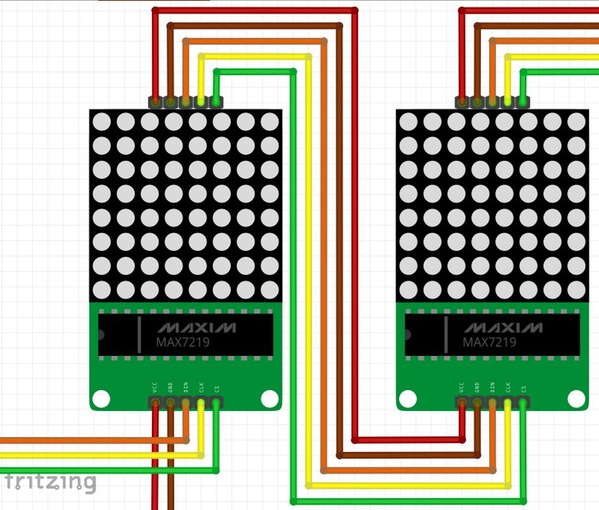 MAXIM
MAX7219
VCC GND DIN CLK CS
MAXIM
MAX7219
VCC GND DIN CLK CS
fritzing